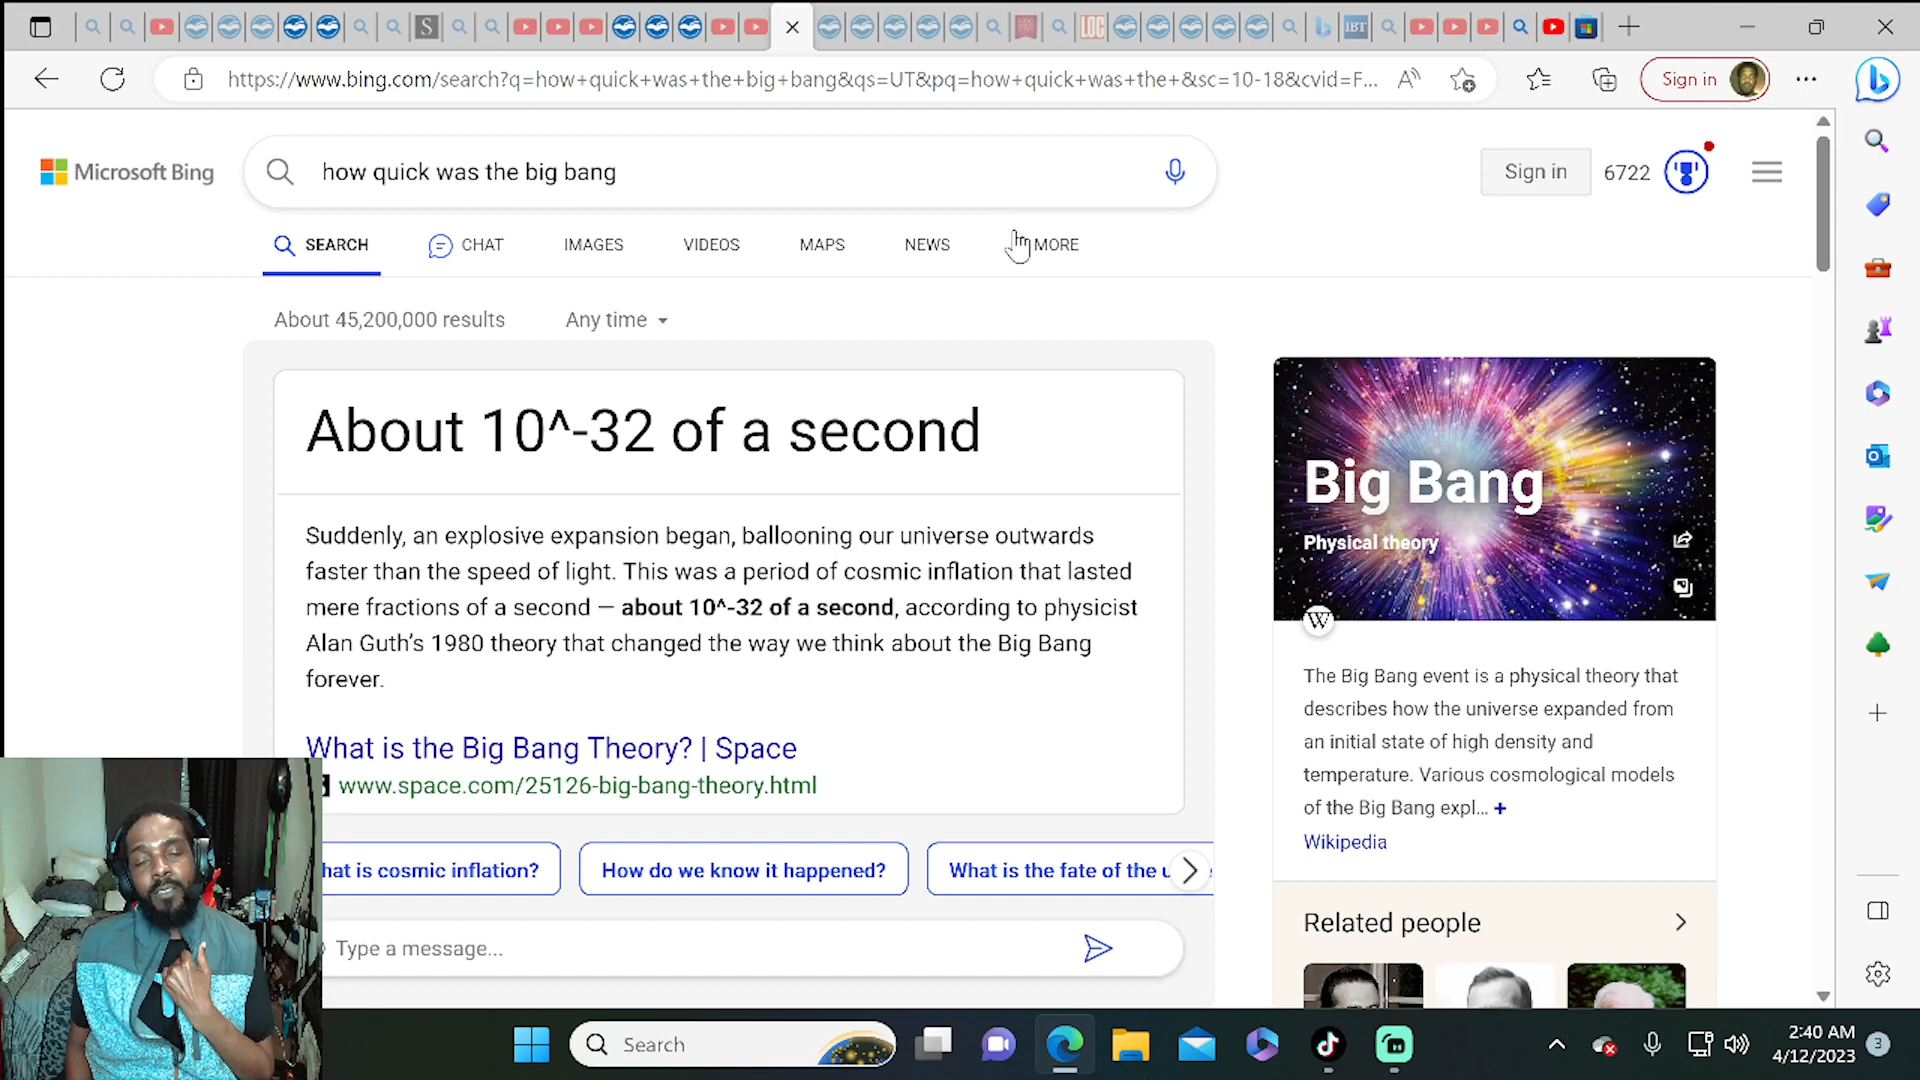 S
LOC
IBT
https://www.bing.com/search?q=how+quick+was+the+big+bang&qs=UT&pq=how+quick+was+the+&sc=10-18&cvid=F...
Sign in
Microsoft Bing
how quick was the big bang
Sign in
6722
SEARCH
CHAT
IMAGES
VIDEOS
MAPS
NEWS
MORE
About 45,200,000 results
Any time
About 10^-32 of a second
Suddenly, an explosive expansion began, ballooning our universe outwards
faster than the speed of light. This was a period of cosmic inflation that lasted
mere fractions of a second — about 10^-32 of a second, according to physicist
Alan Guth's 1980 theory that changed the way we think about the Big Bang
forever.
What is the Big Bang Theory? | Space
www.space.com/25126-big-bang-theory.html
hat is cosmic inflation?
How do we know it happened?
What is the fate of the u
Type a message...
Big Bang
Physical theory
W
The Big Bang event is a physical theory that
describes how the universe expanded from
an initial state of high density and
temperature. Various cosmological models
of the Big Bang expl... +
Wikipedia
Related people
Search
2:40 AM
4/12/2023
3